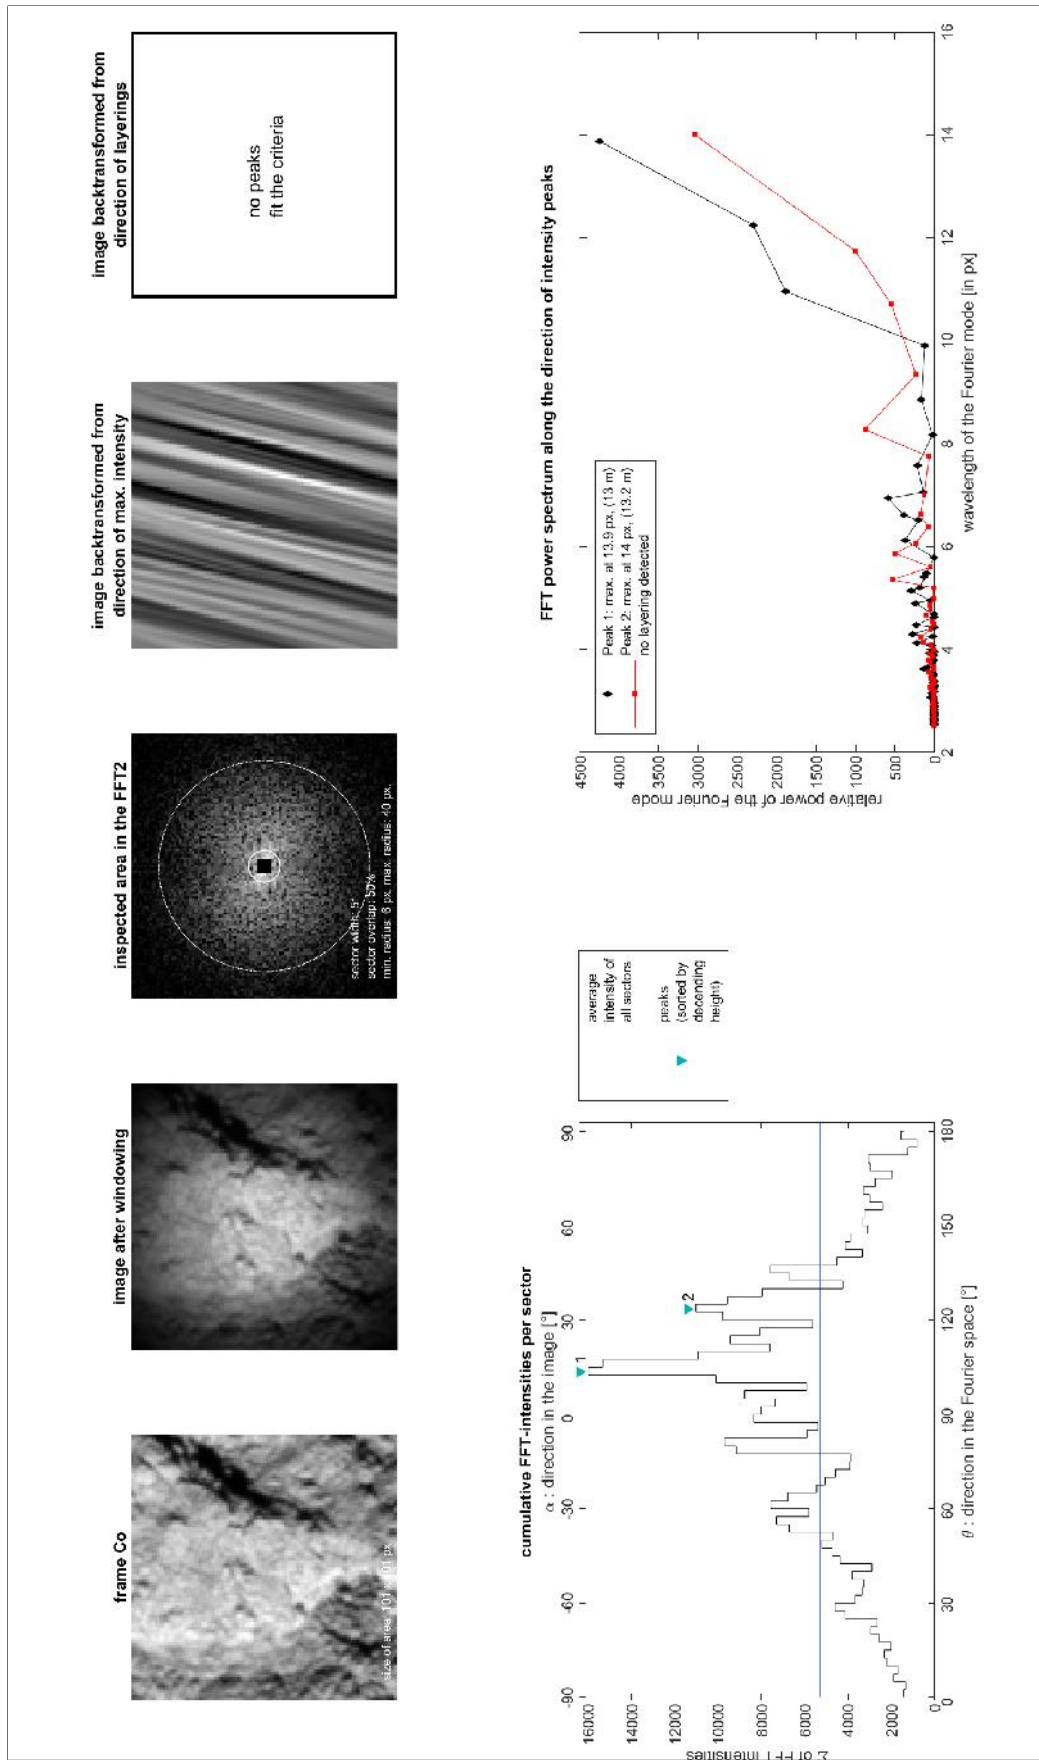 frame Co
size of area: 101 x 101 px
image after windowing
inspected area in the FFT2
sector width: 5°
sector overlap: 50%
min. radius: 6 px, max. radius: 40 px,
image backtransformed from
direction of max. intensity
image backtransformed from
direction of layerings
no peaks
fit the criteria
cumulative FFT-intensities per sector
α : direction in the image [°]
-90 -60 -30 0 30 60 90
16000
14000
12000
10000
8000
6000
4000
2000
0
Σ of FFT intensities
1
2
0 30 60 90 120 150 180
θ : direction in the Fourier space [°]
average
intensity of
all sectors
peaks
(sorted by
decending
height)
FFT power spectrum along the direction of intensity peaks
4500
4000
3500
3000
2500
2000
1500
1000
500
0
relative power of the Fourier mode
Peak 1: max. at 13.9 px, (13 m)
Peak 2: max. at 14 px, (13.2 m)
no layering detected
2 4 6 8 10 12 14 16
wavelength of the Fourier mode [in px]